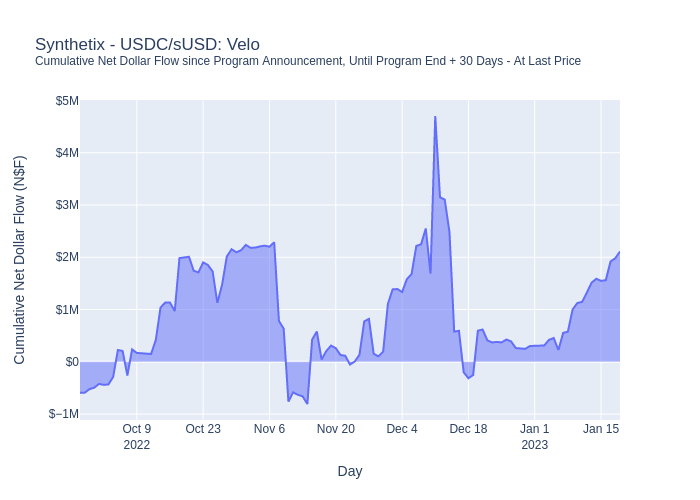 Synthetix - USDC/sUSD: Velo
Cumulative Net Dollar Flow since Program Announcement, Until Program End + 30 Days - At Last Price
Cumulative Net Dollar Flow (N$F)
$5M
$4M
$3M
$2M
$1M
$0
$−1M
Oct 9 Oct 23 Nov 6 Nov 20 Dec 4 Dec 18 Jan 1 Jan 15
2022 2023
Day